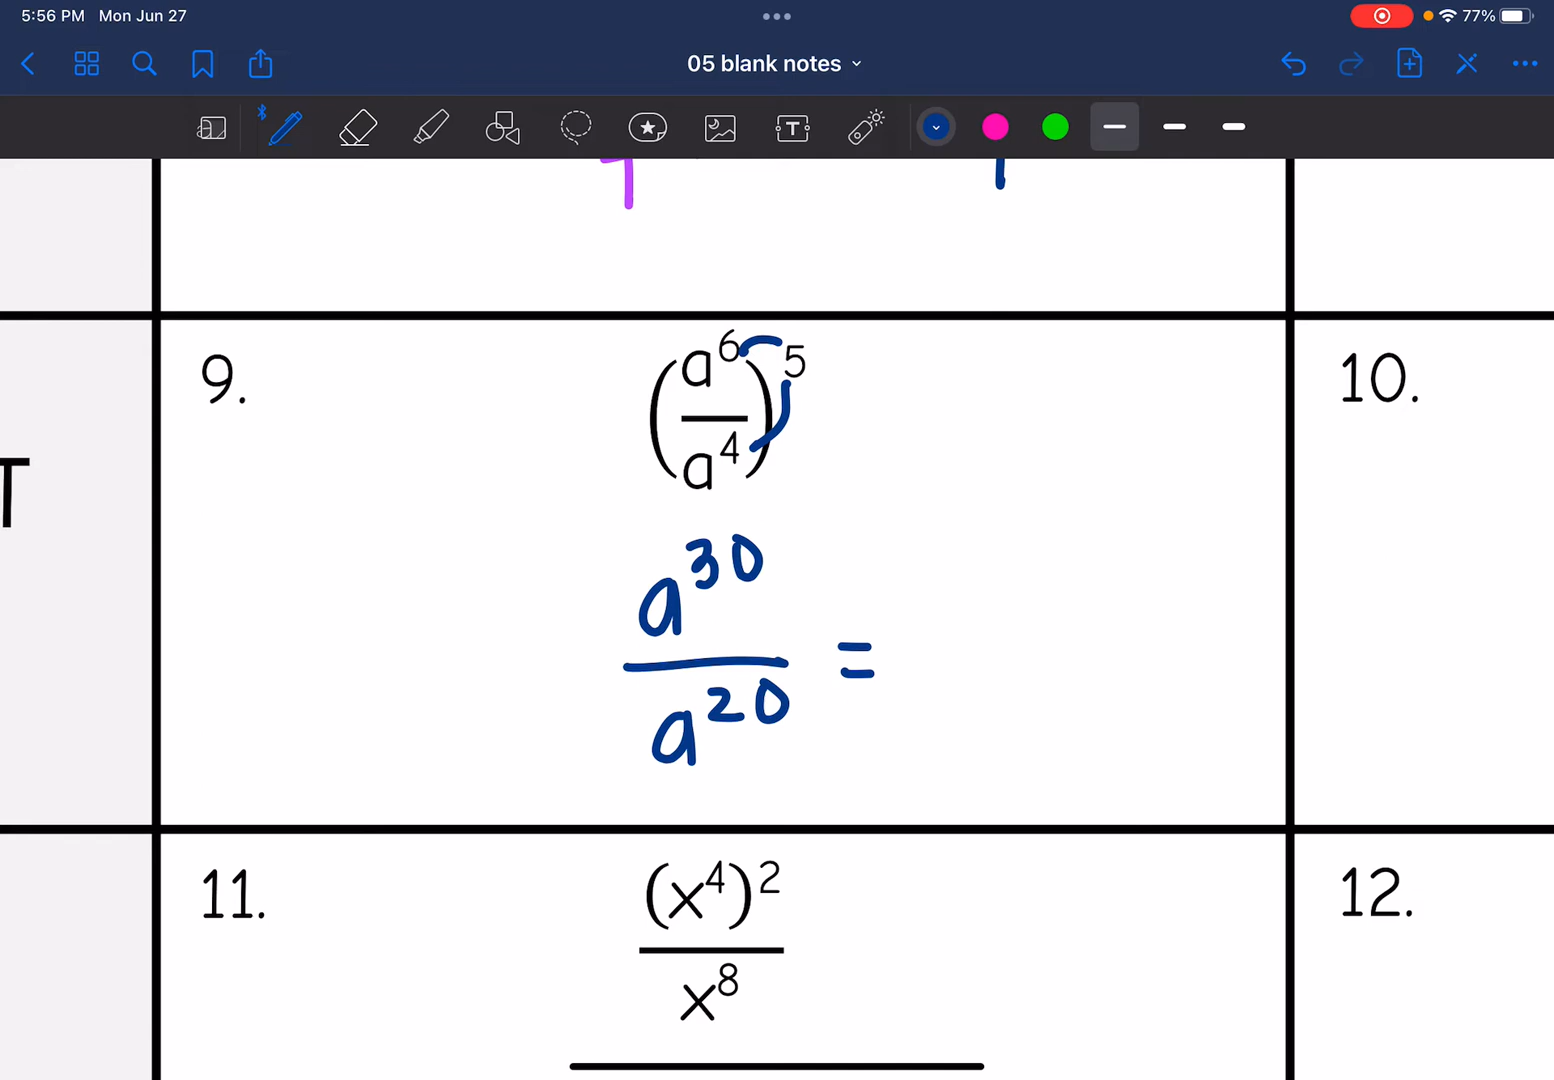 5:56 PM Mon Jun 27 77%
05 blank notes
T
9. (a^6/a^4)^5 10.
a^30/a^20 =
11. (x^4)^2/x^8 12.